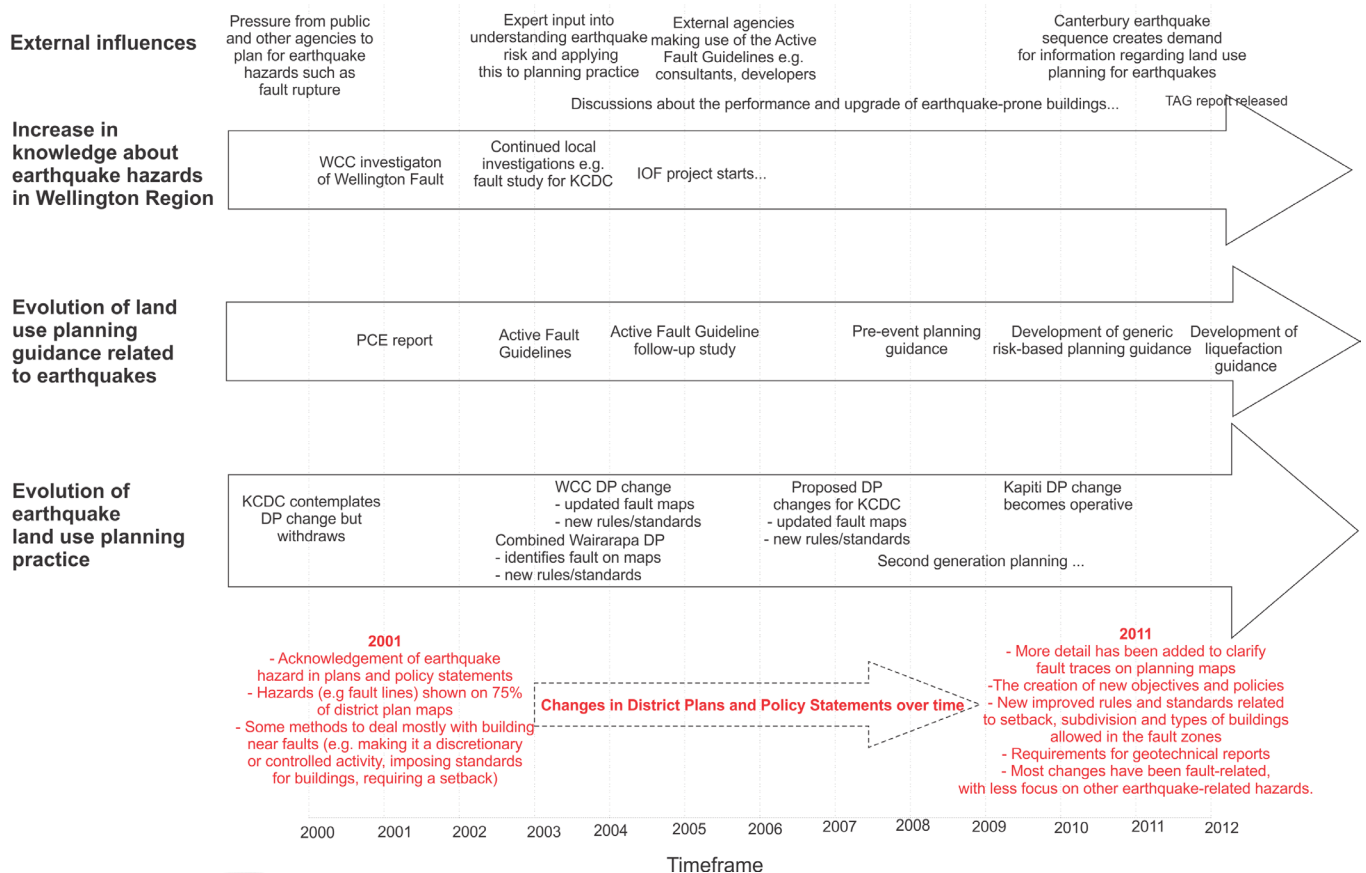 External influences
Pressure from public
and other agencies to
plan for earthquake
hazards such as
fault rupture
Expert input into
understanding earthquake
risk and applying
this to planning practice
External agencies
making use of the Active
Fault Guidelines e.g.
consultants, developers
Canterbury earthquake
sequence creates demand
for information regarding land use
planning for earthquakes
Discussions about the performance and upgrade of earthquake-prone buildings...
TAG report released
Increase in
knowledge about
earthquake hazards
in Wellington Region
WCC investigaton
of Wellington Fault
Continued local
investigations e.g.
fault study for KCDC
IOF project starts...
Evolution of land
use planning
guidance related
to earthquakes
PCE report
Active Fault
Guidelines
Active Fault Guideline
follow-up study
Pre-event planning
guidance
Development of generic
risk-based planning guidance
Development of
liquefaction
guidance
Evolution of
earthquake
land use planning
practice
KCDC contemplates
DP change but
withdraws
WCC DP change
- updated fault maps
- new rules/standards
Combined Wairarapa DP
- identifies fault on maps
- new rules/standards
Proposed DP
changes for KCDC
- updated fault maps
- new rules/standards
Kapiti DP change
becomes operative
Second generation planning ...
2001
- Acknowledgement of earthquake
hazard in plans and policy statements
- Hazards (e.g fault lines) shown on 75%
of district plan maps
- Some methods to deal mostly with building
near faults (e.g. making it a discretionary
or controlled activity, imposing standards
for buildings, requiring a setback)
Changes in District Plans and Policy Statements over time
2011
- More detail has been added to clarify
fault traces on planning maps
-The creation of new objectives and policies
- New improved rules and standards related
to setback, subdivision and types of buildings
allowed in the fault zones
- Requirements for geotechnical reports
- Most changes have been fault-related,
with less focus on other earthquake-related hazards.
2000 2001 2002 2003 2004 2005 2006 2007 2008 2009 2010 2011 2012
Timeframe